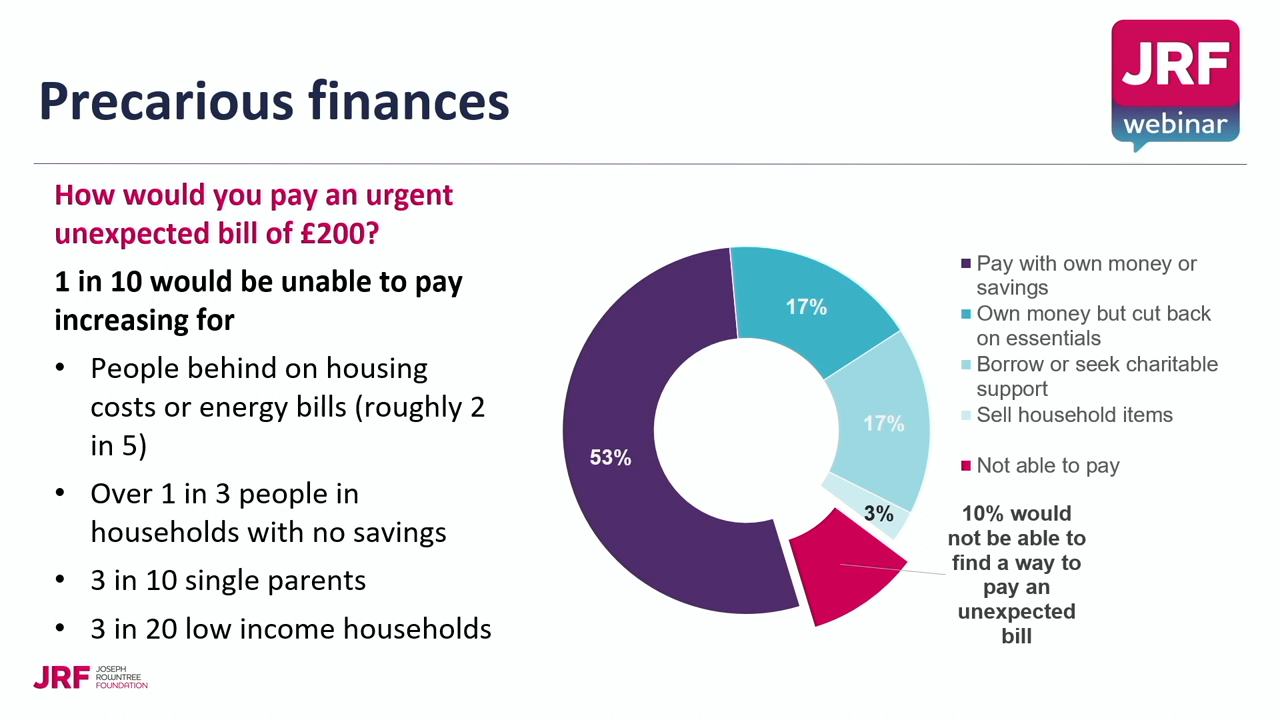 Precarious finances
JRF
webinar
How would you pay an urgent
unexpected bill of £200?
1 in 10 would be unable to pay
increasing for
• People behind on housing
costs or energy bills (roughly 2
in 5)
• Over 1 in 3 people in
households with no savings
• 3 in 10 single parents
• 3 in 20 low income households
17%
17%
53%
3%
Pay with own money or
savings
Own money but cut back
on essentials
Borrow or seek charitable
support
Sell household items
Not able to pay
10% would
not be able to
find a way to
pay an
unexpected
bill
JRF
JOSEPH
ROWNTREE
FOUNDATION